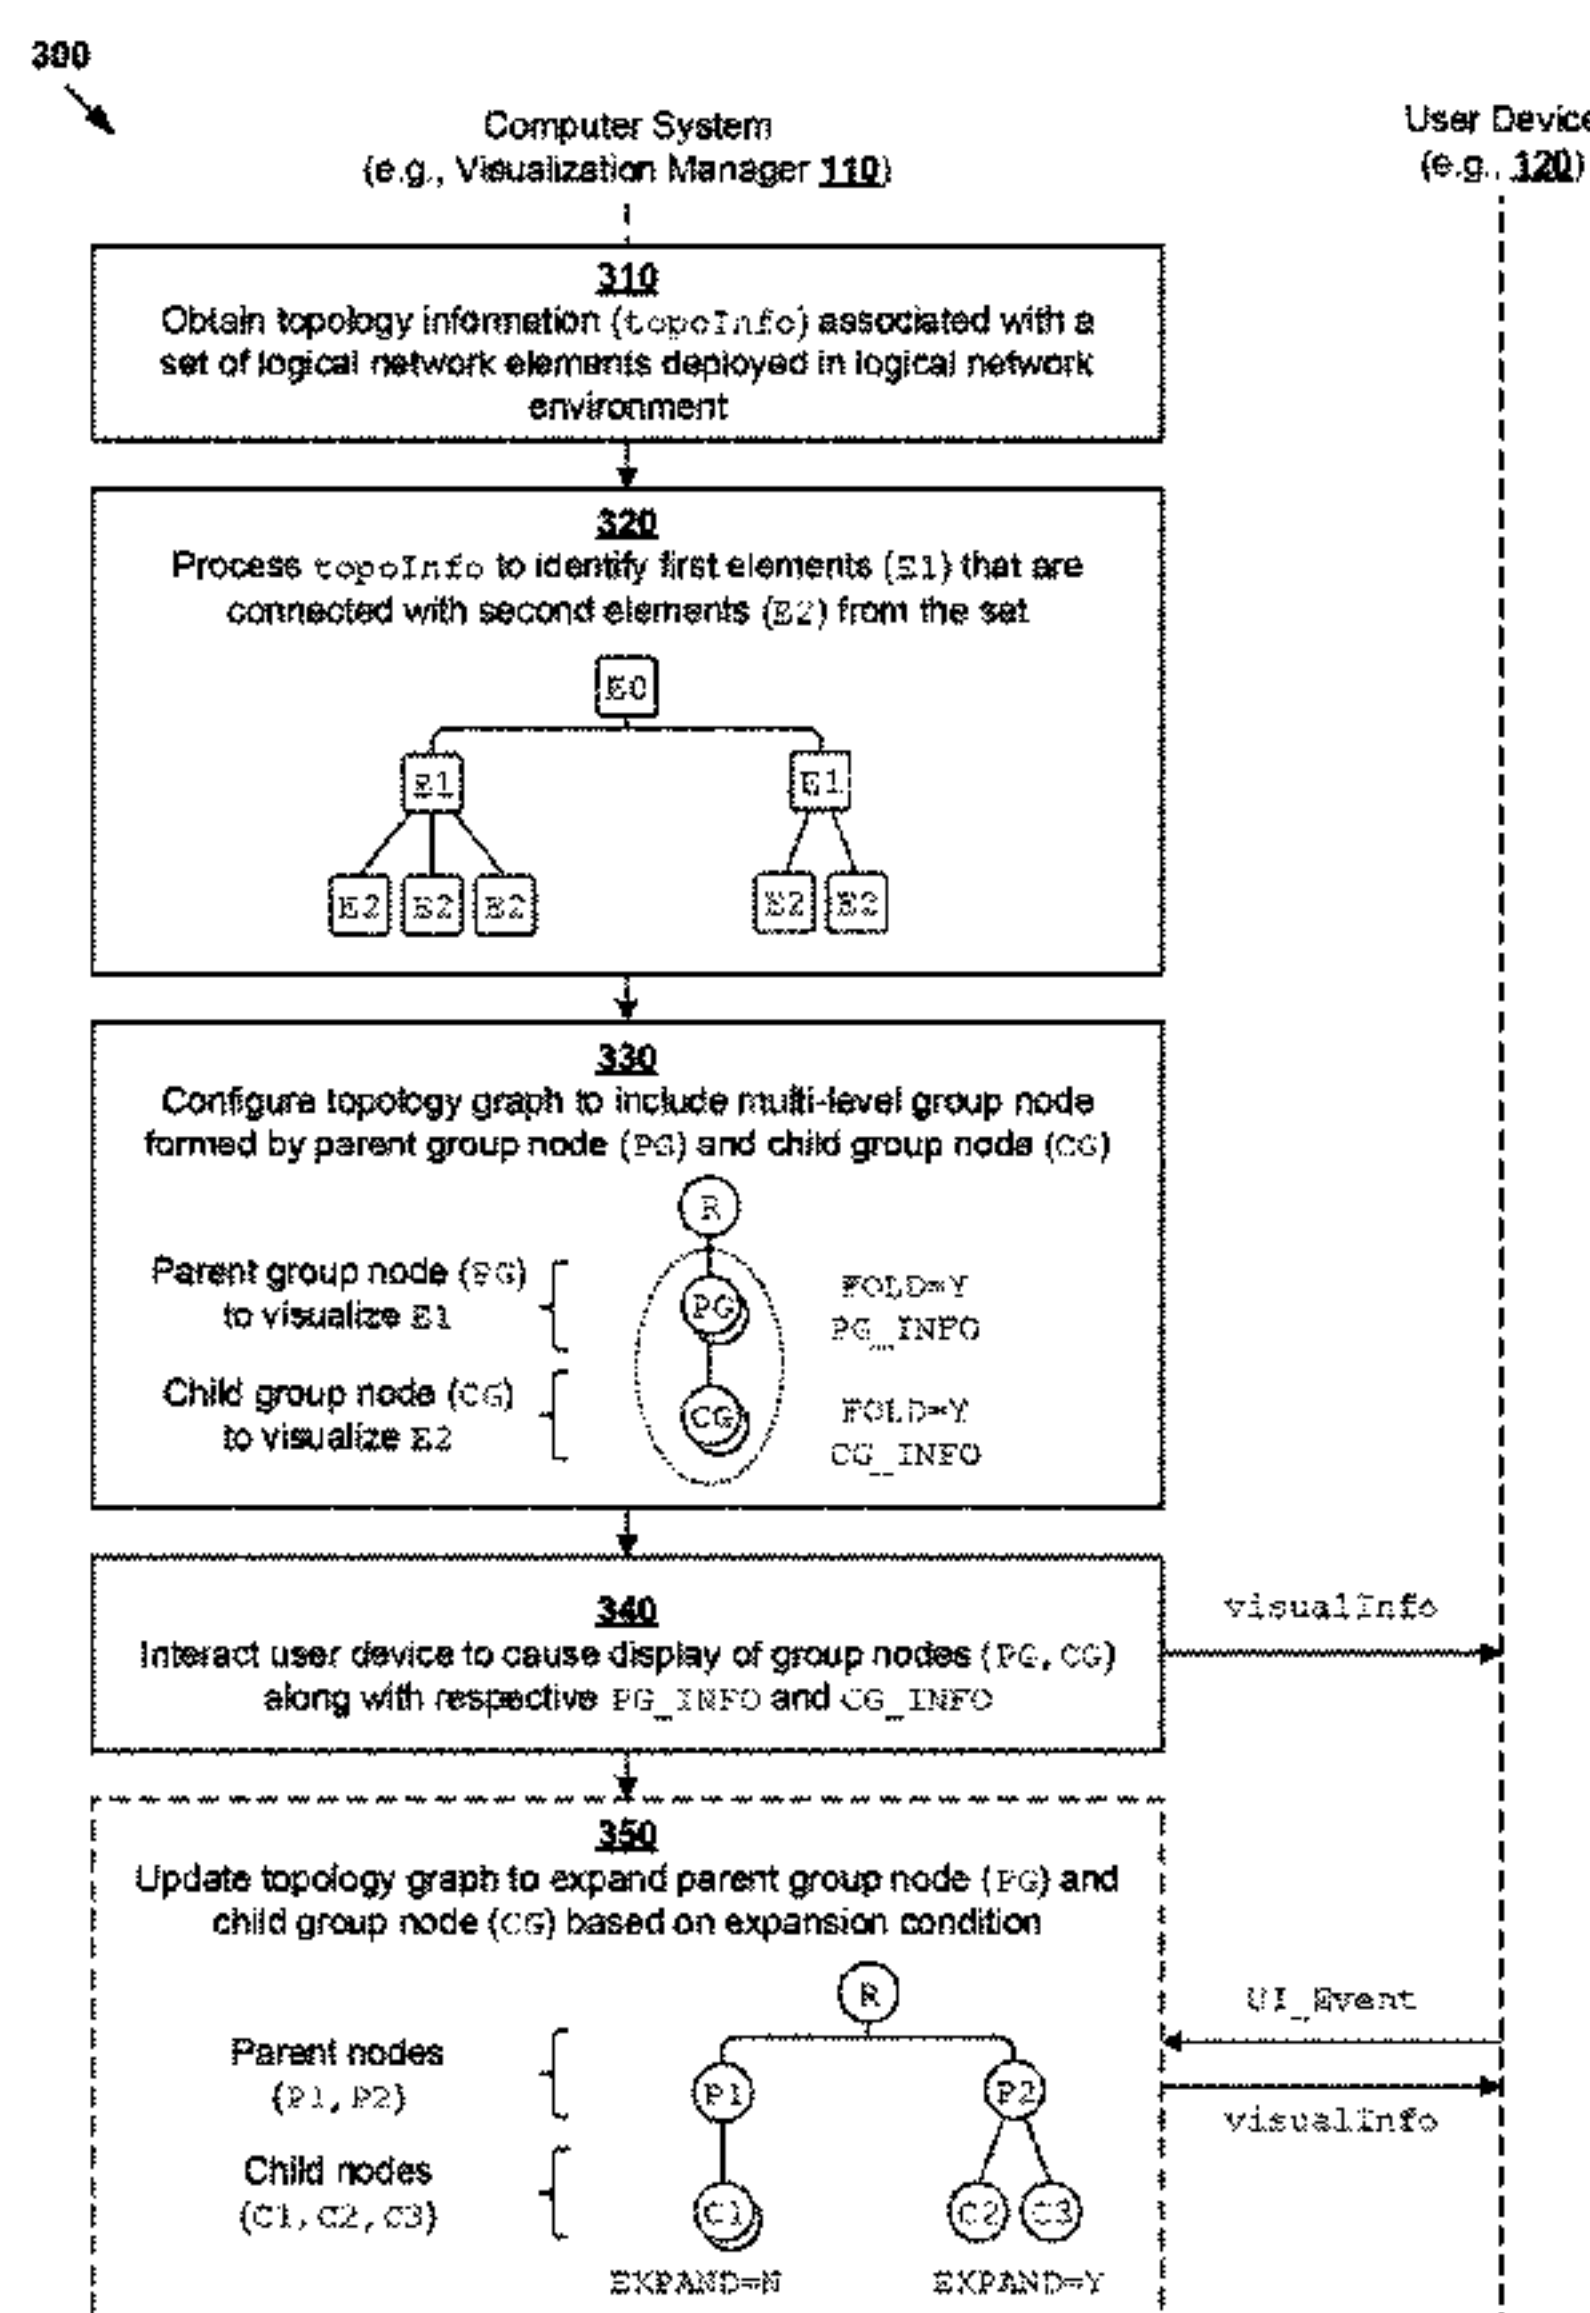 300
Computer System
(e.g., Visualization Manager 110)
User Device
(e.g., 120)
310
Obtain topology information (topoInfo) associated with a
set of logical network elements deployed in logical network
environment
320
Process topoInfo to identify first elements (E1) that are
connected with second elements (E2) from the set
E0
E1 E1
E2 E2 E2 E2 E2
330
Configure topology graph to include multi-level group node
formed by parent group node (PG) and child group node (CG)
R
Parent group node (PG)
to visualize E1
PG
FOLD=Y
PG_INFO
Child group node (CG)
to visualize E2
CG
FOLD=Y
CG_INFO
340
Interact user device to cause display of group nodes (PG, CG)
along with respective PG_INFO and CG_INFO
visualInfo
350
Update topology graph to expand parent group node (PG) and
child group node (CG) based on expansion condition
R
UI_Event
Parent nodes
(P1, P2)
P1 P2
visualInfo
Child nodes
(C1, C2, C3)
C1 C2 C3
EXPAND=N EXPAND=Y